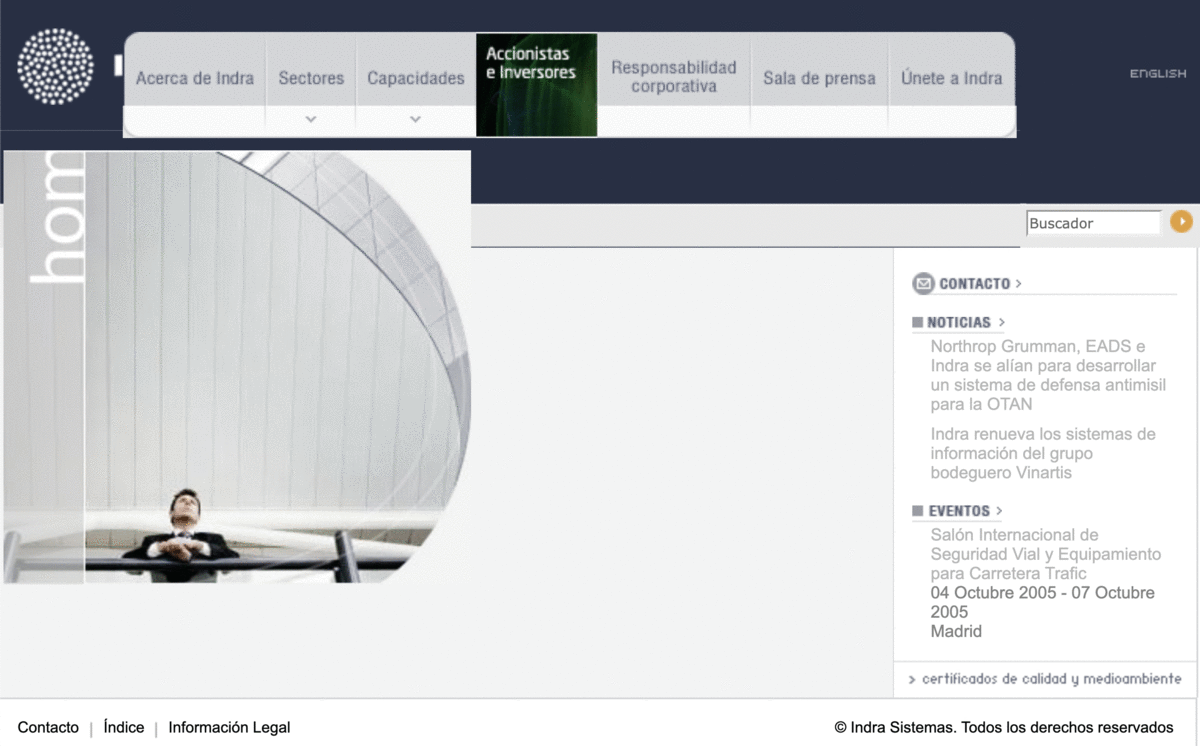 Acerca de Indra
Sectores
Capacidades
Accionistas
e Inversores
Responsabilidad
corporativa
Sala de prensa
Únete a Indra
ENGLISH
hom
Buscador
CONTACTO >
NOTICIAS >
Northrop Grumman, EADS e
Indra se alían para desarrollar
un sistema de defensa antimisil
para la OTAN
Indra renueva los sistemas de
información del grupo
bodeguero Vinartis
EVENTOS >
Salón Internacional de
Seguridad Vial y Equipamiento
para Carretera Trafic
04 Octubre 2005 - 07 Octubre
2005
Madrid
> certificados de calidad y medioambiente
Contacto | Índice | Información Legal
© Indra Sistemas. Todos los derechos reservados